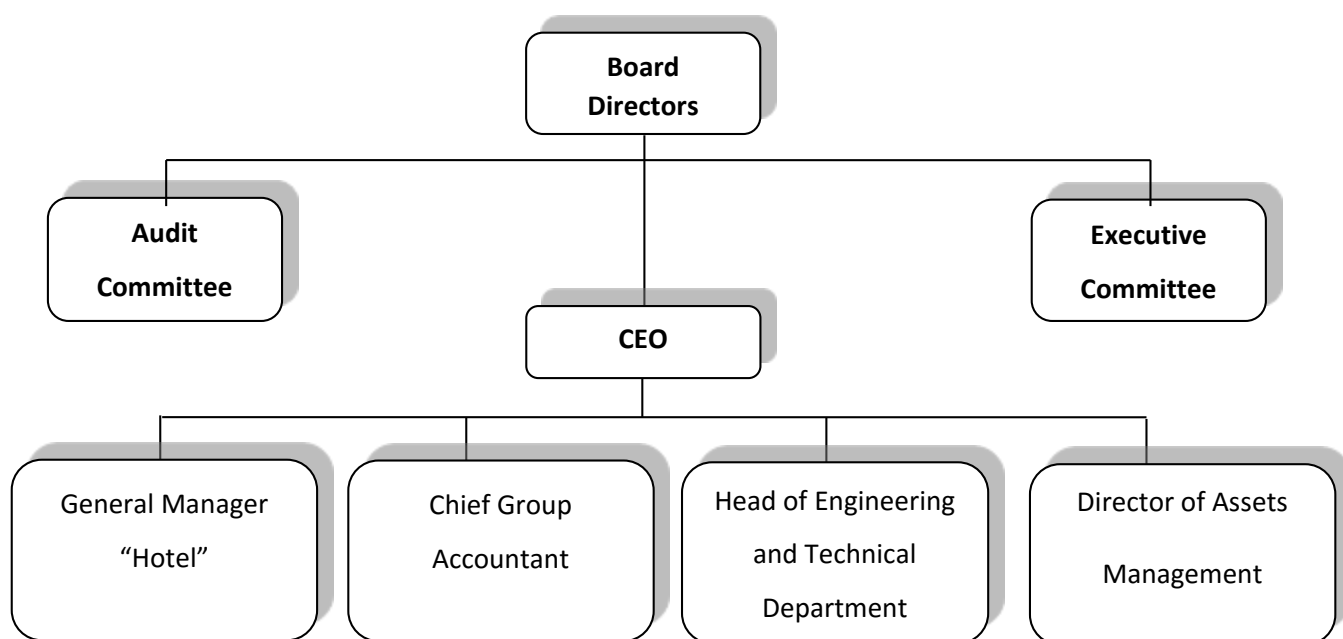 Board
Directors
Audit
Committee
Executive
Committee
CEO
General Manager
“Hotel”
Chief Group
Accountant
Head of Engineering
and Technical
Department
Director of Assets
Management